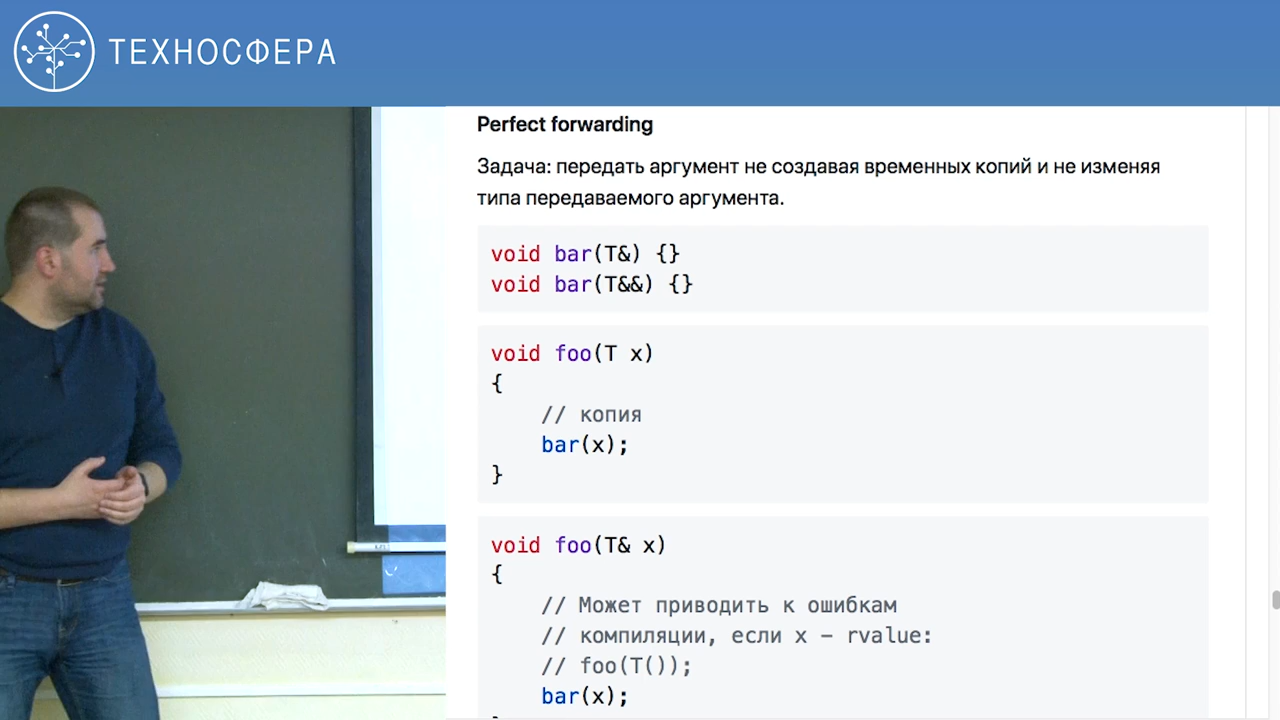 ТЕХНОСФЕРА
Perfect forwarding
Задача: передать аргумент не создавая временных копий и не изменяя
типа передаваемого аргумента.
void bar(T&) {}
void bar(T&&) {}
void foo(T x)
{
// копия
bar(x);
}
void foo(T& x)
{
// Может приводить к ошибкам
// компиляции, если x – rvalue:
// foo(T());
bar(x);